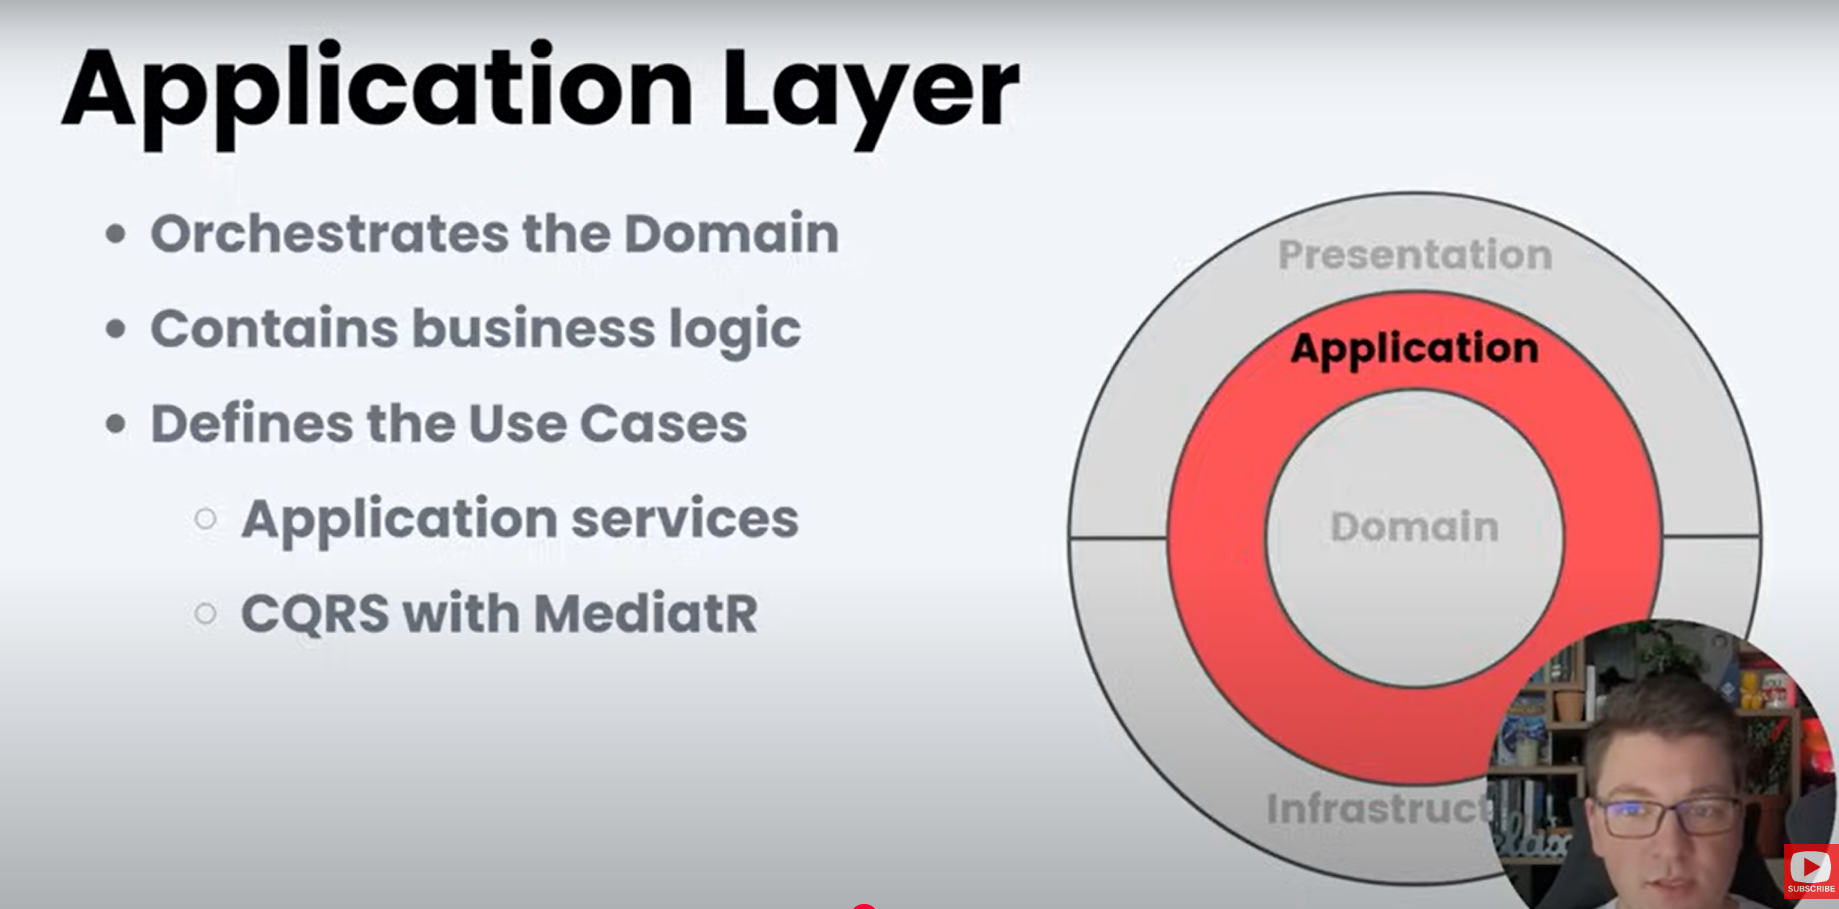 Application Layer
Orchestrates the Domain
Contains business logic
Defines the Use Cases
Application services
CQRS with MediatR
Presentation
Application
Domain
Infrastruct
SUBSCRIBE